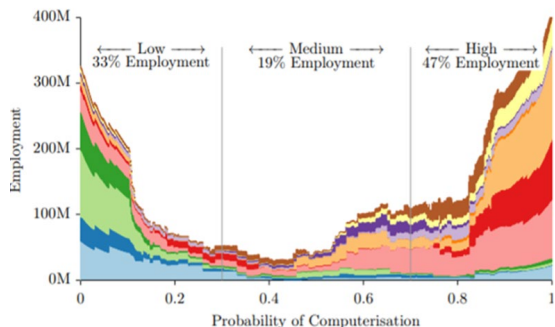 400M
← Low →
← Medium →
← High →
33% Employment
19% Employment
47% Employment
300M
200M
100M
0M
Employment
0
0.2
0.4
0.6
0.8
1
Probability of Computerisation